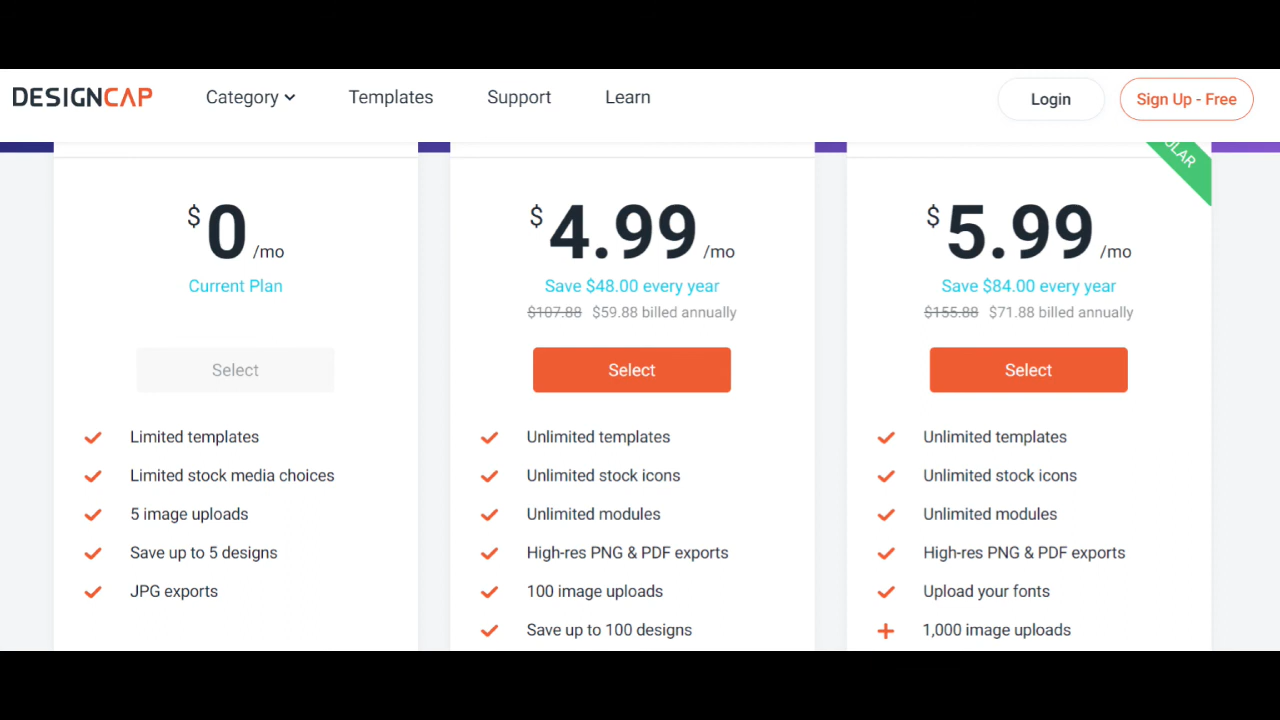 DESIGNCAP
Category
Templates
Support
Learn
Login
Sign Up - Free
$0/mo
Current Plan
Select
Limited templates
Limited stock media choices
5 image uploads
Save up to 5 designs
JPG exports
$4.99/mo
Save $48.00 every year
$107.88 $59.88 billed annually
Select
Unlimited templates
Unlimited stock icons
Unlimited modules
High-res PNG & PDF exports
100 image uploads
Save up to 100 designs
$5.99/mo
Save $84.00 every year
$155.88 $71.88 billed annually
Select
Unlimited templates
Unlimited stock icons
Unlimited modules
High-res PNG & PDF exports
Upload your fonts
1,000 image uploads